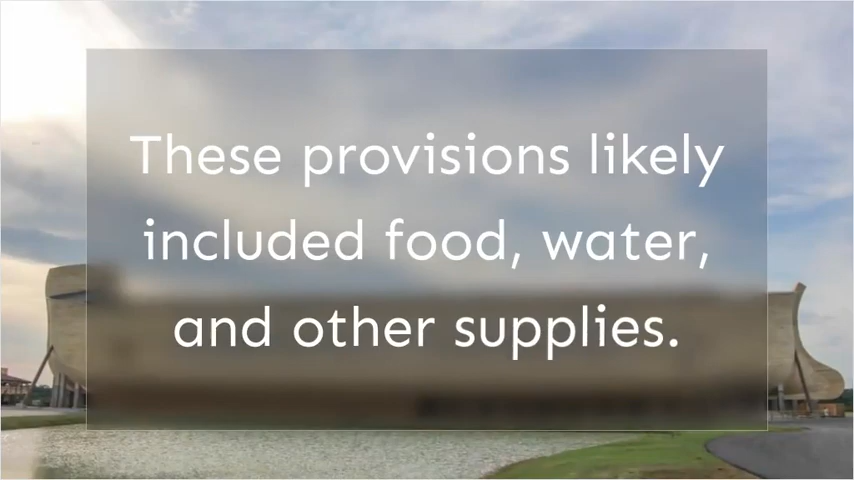 These provisions likely
included food, water,
and other supplies.